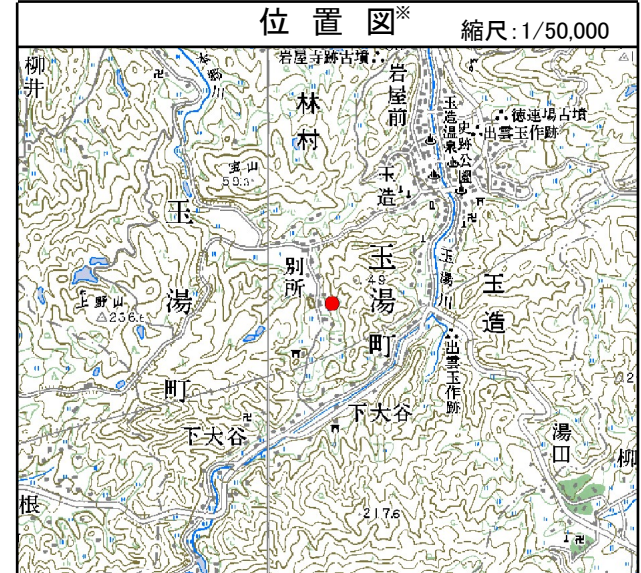 位置図※
縮尺:1/50,000
柳井
岩屋寺跡古墳
岩屋前
林村
徳連場古墳
出雲玉作跡
史跡公園
玉造温泉
宝山
玉造
玉湯町
別所
玉湯川
玉造
玉湯町
上野山
△236.6
出雲玉作跡
下大谷
下大谷
湯田
柳
根
217.6